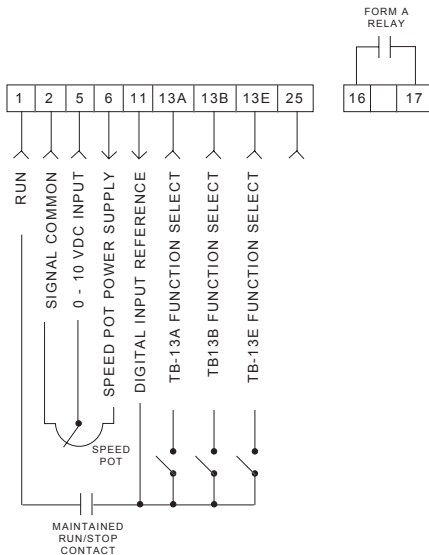 FORM A
RELAY
1 2 5 6 11 13A 13B 13E 25 16 17
RUN
SIGNAL COMMON
0 - 10 VDC INPUT
SPEED POT POWER SUPPLY
DIGITAL INPUT REFERENCE
TB-13A FUNCTION SELECT
TB13B FUNCTION SELECT
TB-13E FUNCTION SELECT
SPEED
POT
MAINTAINED
RUN/STOP
CONTACT